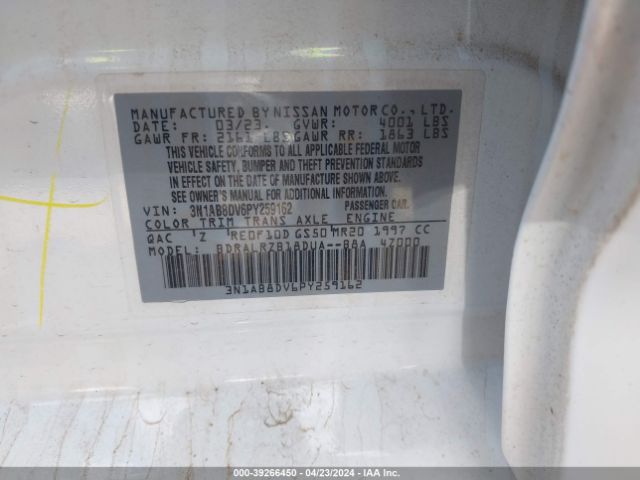 MANUFACTURED BY NISSAN MOTOR CO., LTD.
DATE: 03/23 GVWR: 4001 LBS
GAWR FR: 2161 LBS GAWR RR: 1863 LBS
THIS VEHICLE CONFORMS TO ALL APPLICABLE FEDERAL MOTOR
VEHICLE SAFETY, BUMPER AND THEFT PREVENTION STANDARDS
IN EFFECT ON THE DATE OF MANUFACTURE SHOWN ABOVE.
SEE OWNER'S MANUAL FOR ADDITIONAL INFORMATION.
VIN: 3N1AB8DV6PY259162 PASSENGER CAR.
COLOR TRIM TRANS AXLE ENGINE
QAC Z RE0F10D GS50 MR20 1997 CC
MODEL: BDRALRZB18DUA--BBA 47000
3N1AB8DV6PY259162
000-39266450 - 04/23/2024 - IAA Inc.